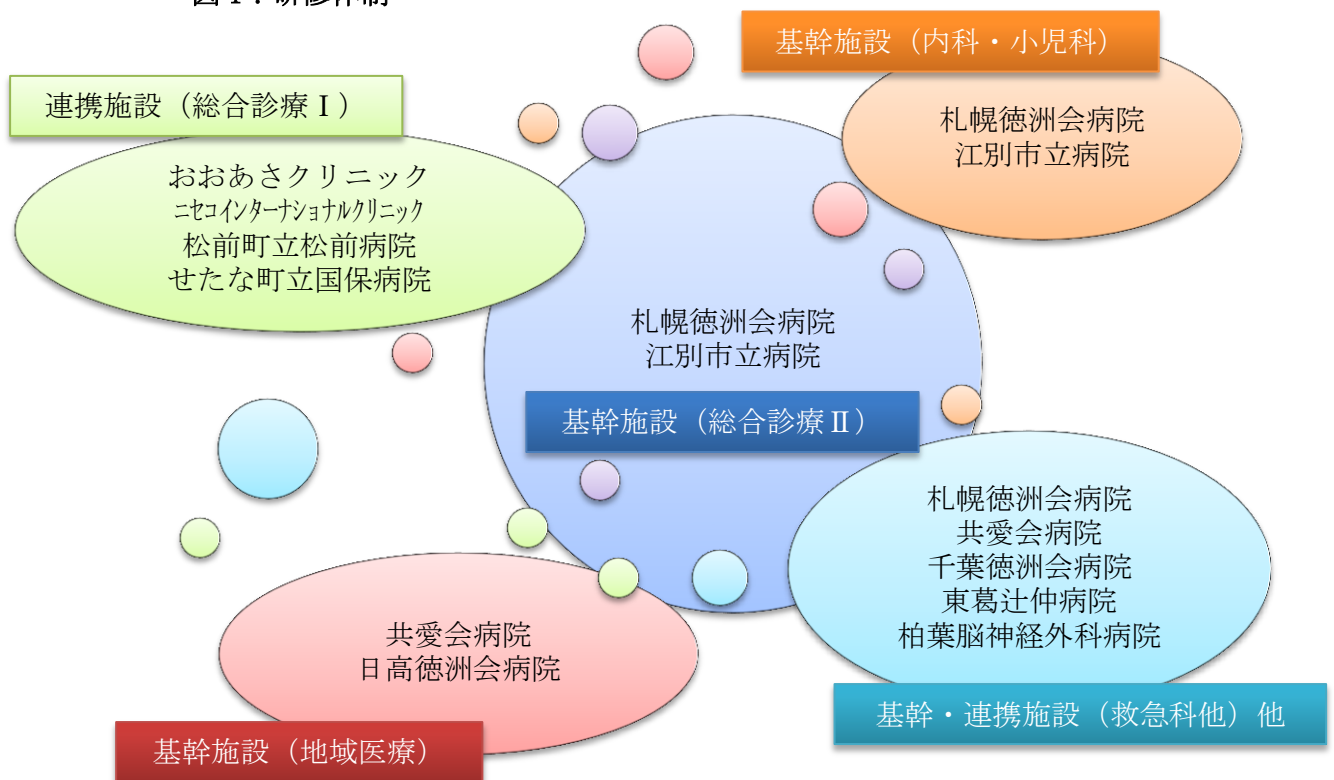 図1：研修体制
基幹施設（内科・小児科）
札幌徳洲会病院
江別市立病院
連携施設（総合診療Ⅰ）
おおあさクリニック
ﾆｾｺｲﾝﾀｰﾅｼｮﾅﾙｸﾘﾆｯｸ
松前町立松前病院
せたな町立国保病院
札幌徳洲会病院
江別市立病院
基幹施設（総合診療Ⅱ）
札幌徳洲会病院
共愛会病院
千葉徳洲会病院
東葛辻仲病院
柏葉脳神経外科病院
基幹・連携施設（救急科他）他
共愛会病院
日高徳洲会病院
基幹施設（地域医療）